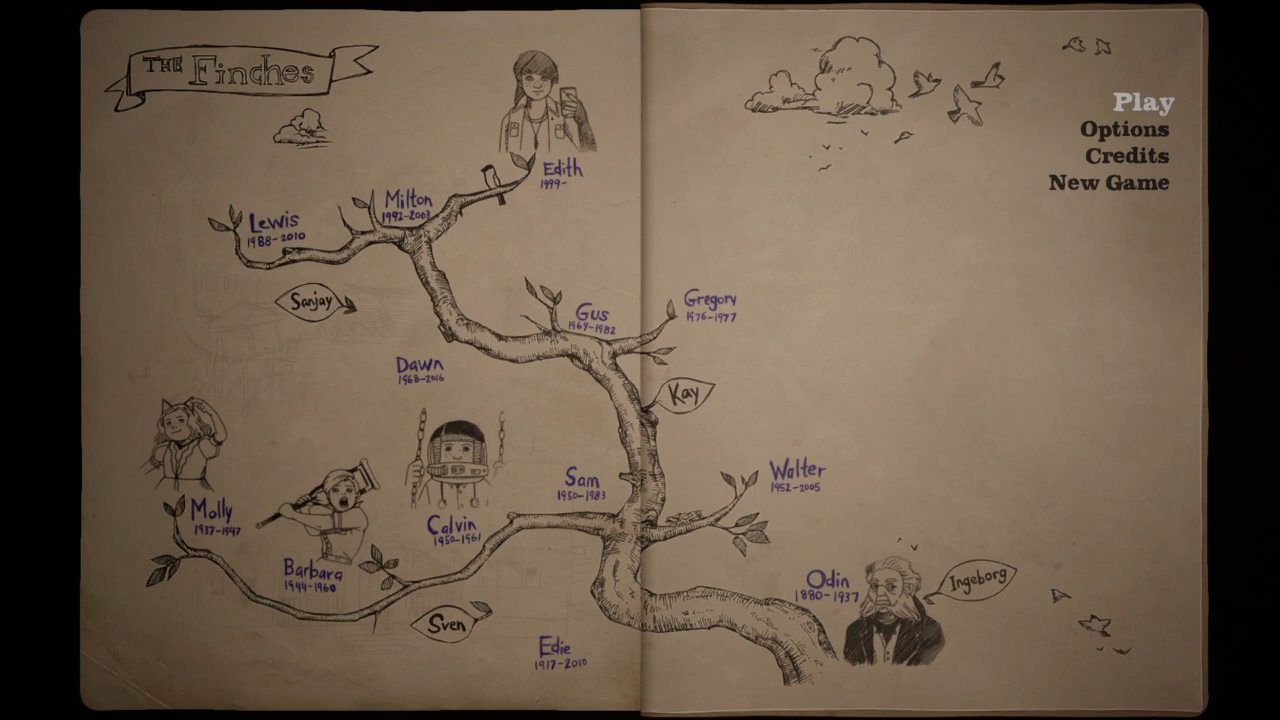 THE Finches
Play
Options
Credits
New Game
Edith
1999-
Milton
1992-2003
Lewis
1988-2010
Sanjay
Gus
1969-1982
Gregory
1976-1977
Dawn
1968-2016
Kay
Sam
1950-1983
Walter
1952-2005
Molly
1937-1947
Calvin
1950-1961
Barbara
1944-1960
Odin
1880-1937
Ingeborg
Sven
Edie
1917-2010